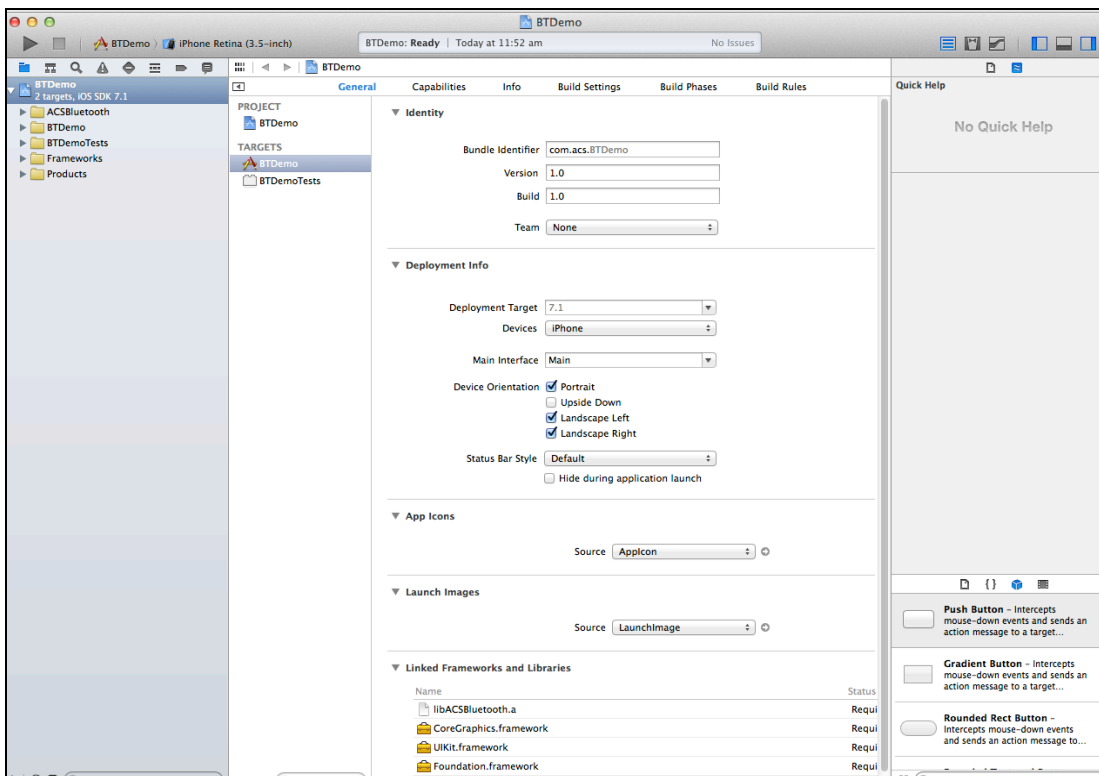 BTDemo
BTDemo
iPhone Retina (3.5-inch)
BTDemo: Ready
Today at 11:52 am
No Issues
BTDemo
2 targets, iOS SDK 7.1
ACSBluetooth
BTDemo
BTDemoTests
Frameworks
Products
BTDemo
General
Capabilities
Info
Build Settings
Build Phases
Build Rules
PROJECT
BTDemo
TARGETS
BTDemo
BTDemoTests
Identity
Bundle Identifier com.acs.BTDemo
Version 1.0
Build 1.0
Team None
Deployment Info
Deployment Target 7.1
Devices iPhone
Main Interface Main
Device Orientation Portrait
Upside Down
Landscape Left
Landscape Right
Status Bar Style Default
Hide during application launch
App Icons
Source AppIcon
Launch Images
Source LaunchImage
Linked Frameworks and Libraries
Name Status
libACSBluetooth.a Requi
CoreGraphics.framework Requi
UIKit.framework Requi
Foundation.framework Requi
Quick Help
No Quick Help
{ }
Push Button - Intercepts
mouse-down events and sends an
action message to a target...
Gradient Button - Intercepts
mouse-down events and sends an
action message to a target...
Rounded Rect Button -
Intercepts mouse-down events
and sends an action message to...